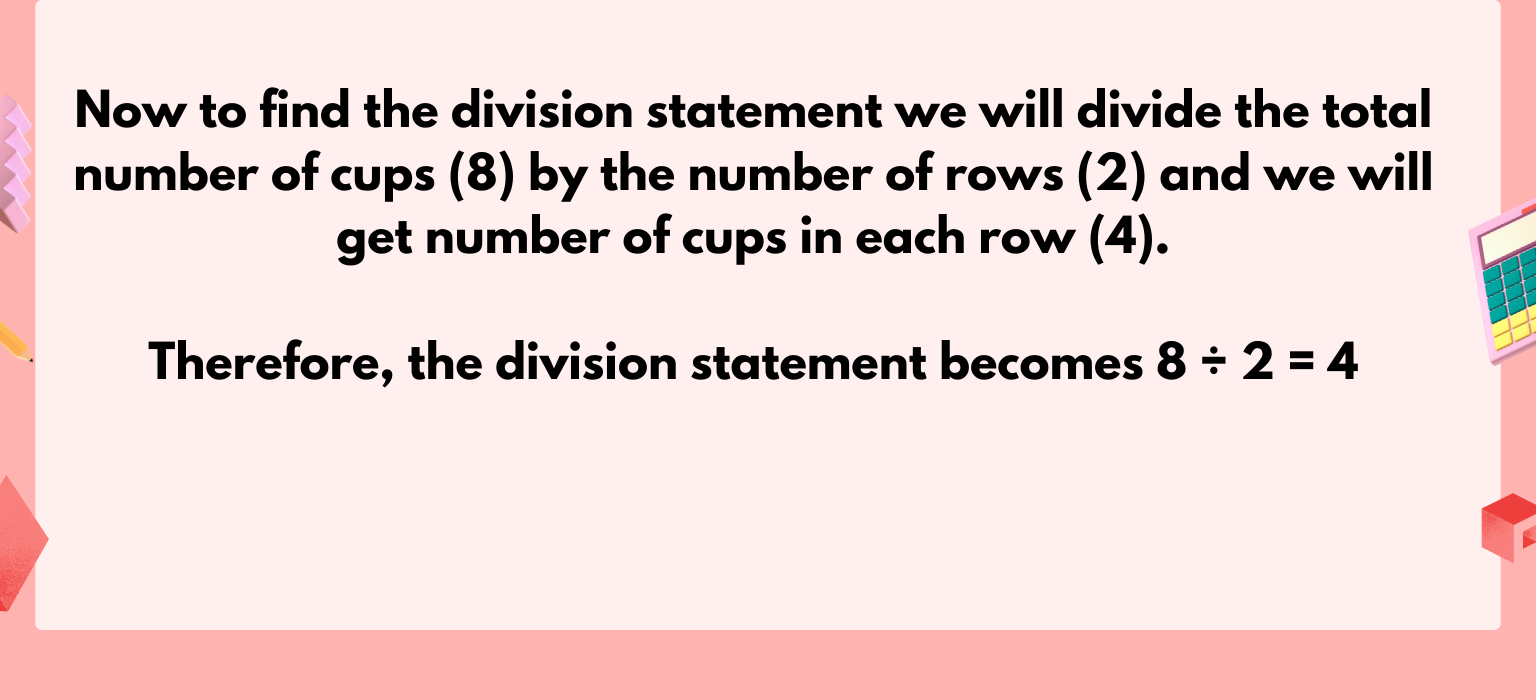 Now to find the division statement we will divide the total
number of cups (8) by the number of rows (2) and we will
get number of cups in each row (4).
Therefore, the division statement becomes 8 ÷ 2 = 4